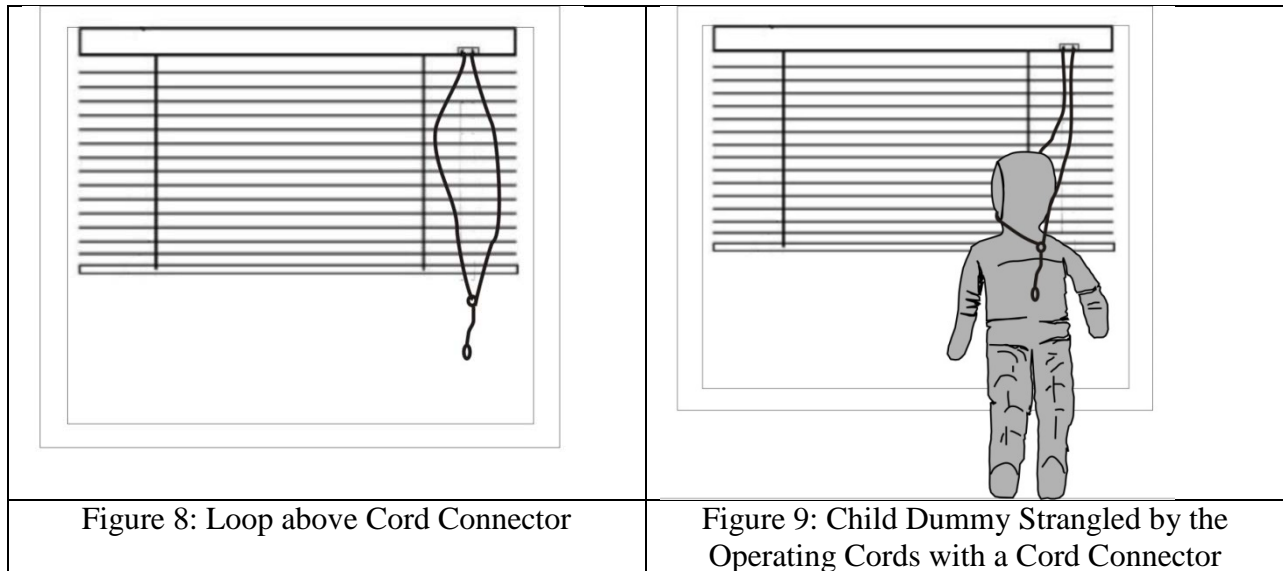 Figure 8: Loop above Cord Connector
Figure 9: Child Dummy Strangled by the
Operating Cords with a Cord Connector